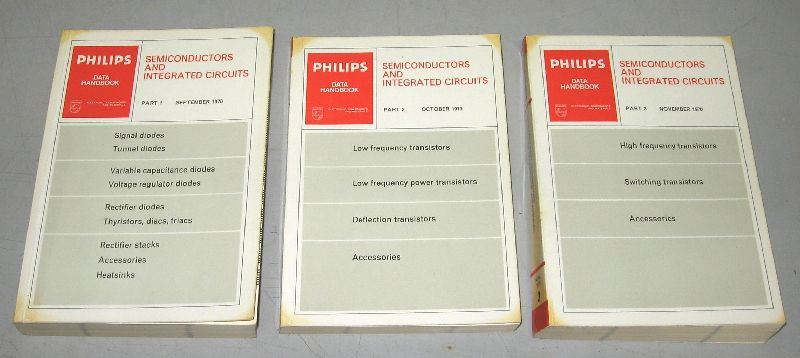 PHILIPS
DATA
HANDBOOK
SEMICONDUCTORS
AND
INTEGRATED CIRCUITS
PART 1 SEPTEMBER 1970
Signal diodes
Tunnel diodes
Variable capacitance diodes
Voltage regulator diodes
Rectifier diodes
Thyristors, diacs, triacs
Rectifier stacks
Accessories
Heatsinks
PHILIPS
DATA
HANDBOOK
SEMICONDUCTORS
AND
INTEGRATED CIRCUITS
PART 2 OCTOBER 1970
Low frequency transistors
Low frequency power transistors
Deflection transistors
Accessories
PHILIPS
DATA
HANDBOOK
SEMICONDUCTORS
AND
INTEGRATED CIRCUITS
PART 3 NOVEMBER 1970
High frequency transistors
Switching transistors
Accessories